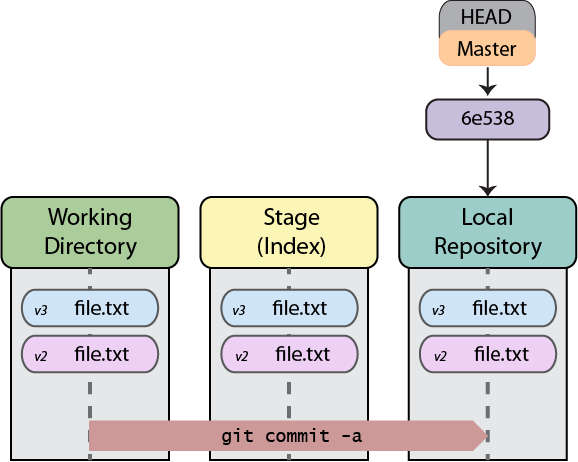 HEAD
Master
6e538
Working
Directory
Stage
(Index)
Local
Repository
v3 file.txt
v3 file.txt
v3 file.txt
v2 file.txt
v2 file.txt
v2 file.txt
git commit -a